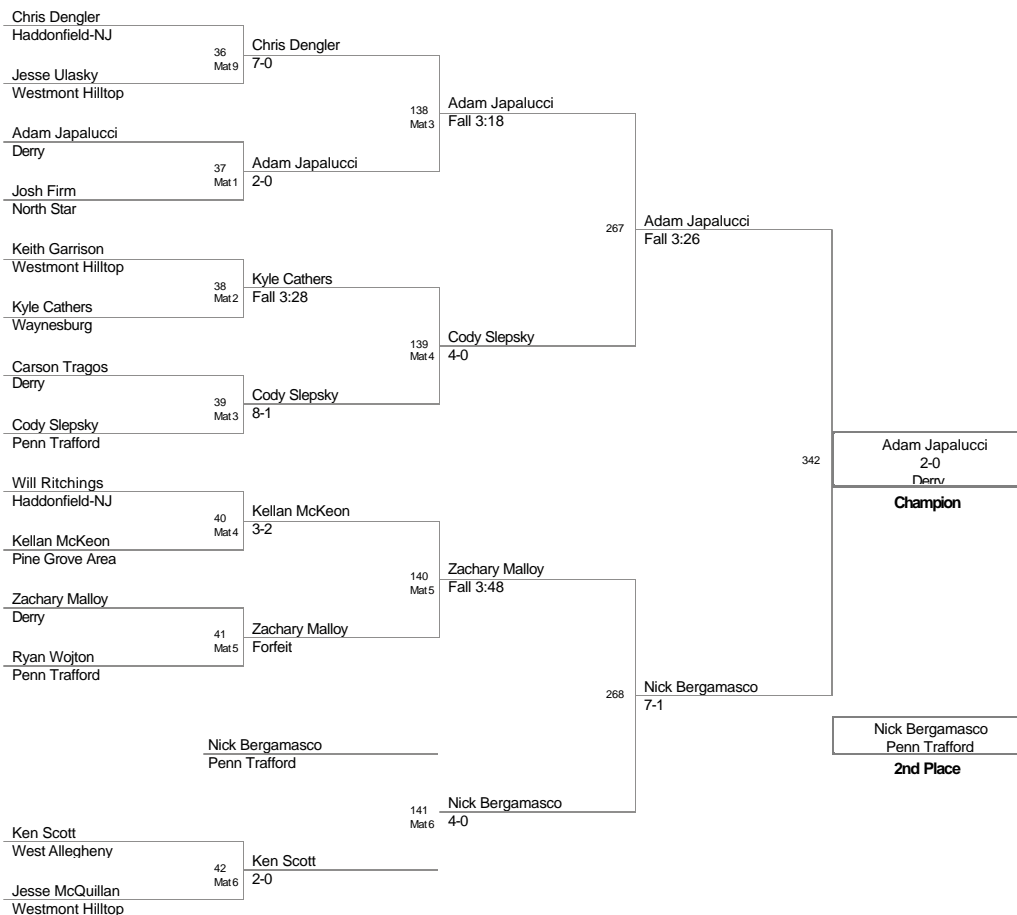 Chris Dengler
Haddonfield-NJ
36
Mat 9
Chris Dengler
7-0
Jesse Ulasky
Westmont Hilltop
138
Mat 3
Adam Japalucci
Fall 3:18
Adam Japalucci
Derry
37
Mat 1
Adam Japalucci
2-0
Josh Firm
North Star
267
Adam Japalucci
Fall 3:26
Keith Garrison
Westmont Hilltop
38
Mat 2
Kyle Cathers
Fall 3:28
Kyle Cathers
Waynesburg
139
Mat 4
Cody Slepsky
4-0
Carson Tragos
Derry
39
Mat 3
Cody Slepsky
8-1
Cody Slepsky
Penn Trafford
342
Adam Japalucci
2-0
Derry
Champion
Will Ritchings
Haddonfield-NJ
40
Mat 4
Kellan McKeon
3-2
Kellan McKeon
Pine Grove Area
140
Mat 5
Zachary Malloy
Fall 3:48
Zachary Malloy
Derry
41
Mat 5
Zachary Malloy
Forfeit
Ryan Wojton
Penn Trafford
268
Nick Bergamasco
7-1
Nick Bergamasco
Penn Trafford
2nd Place
Nick Bergamasco
Penn Trafford
141
Mat 6
Nick Bergamasco
4-0
Ken Scott
West Allegheny
42
Mat 6
Ken Scott
2-0
Jesse McQuillan
Westmont Hilltop